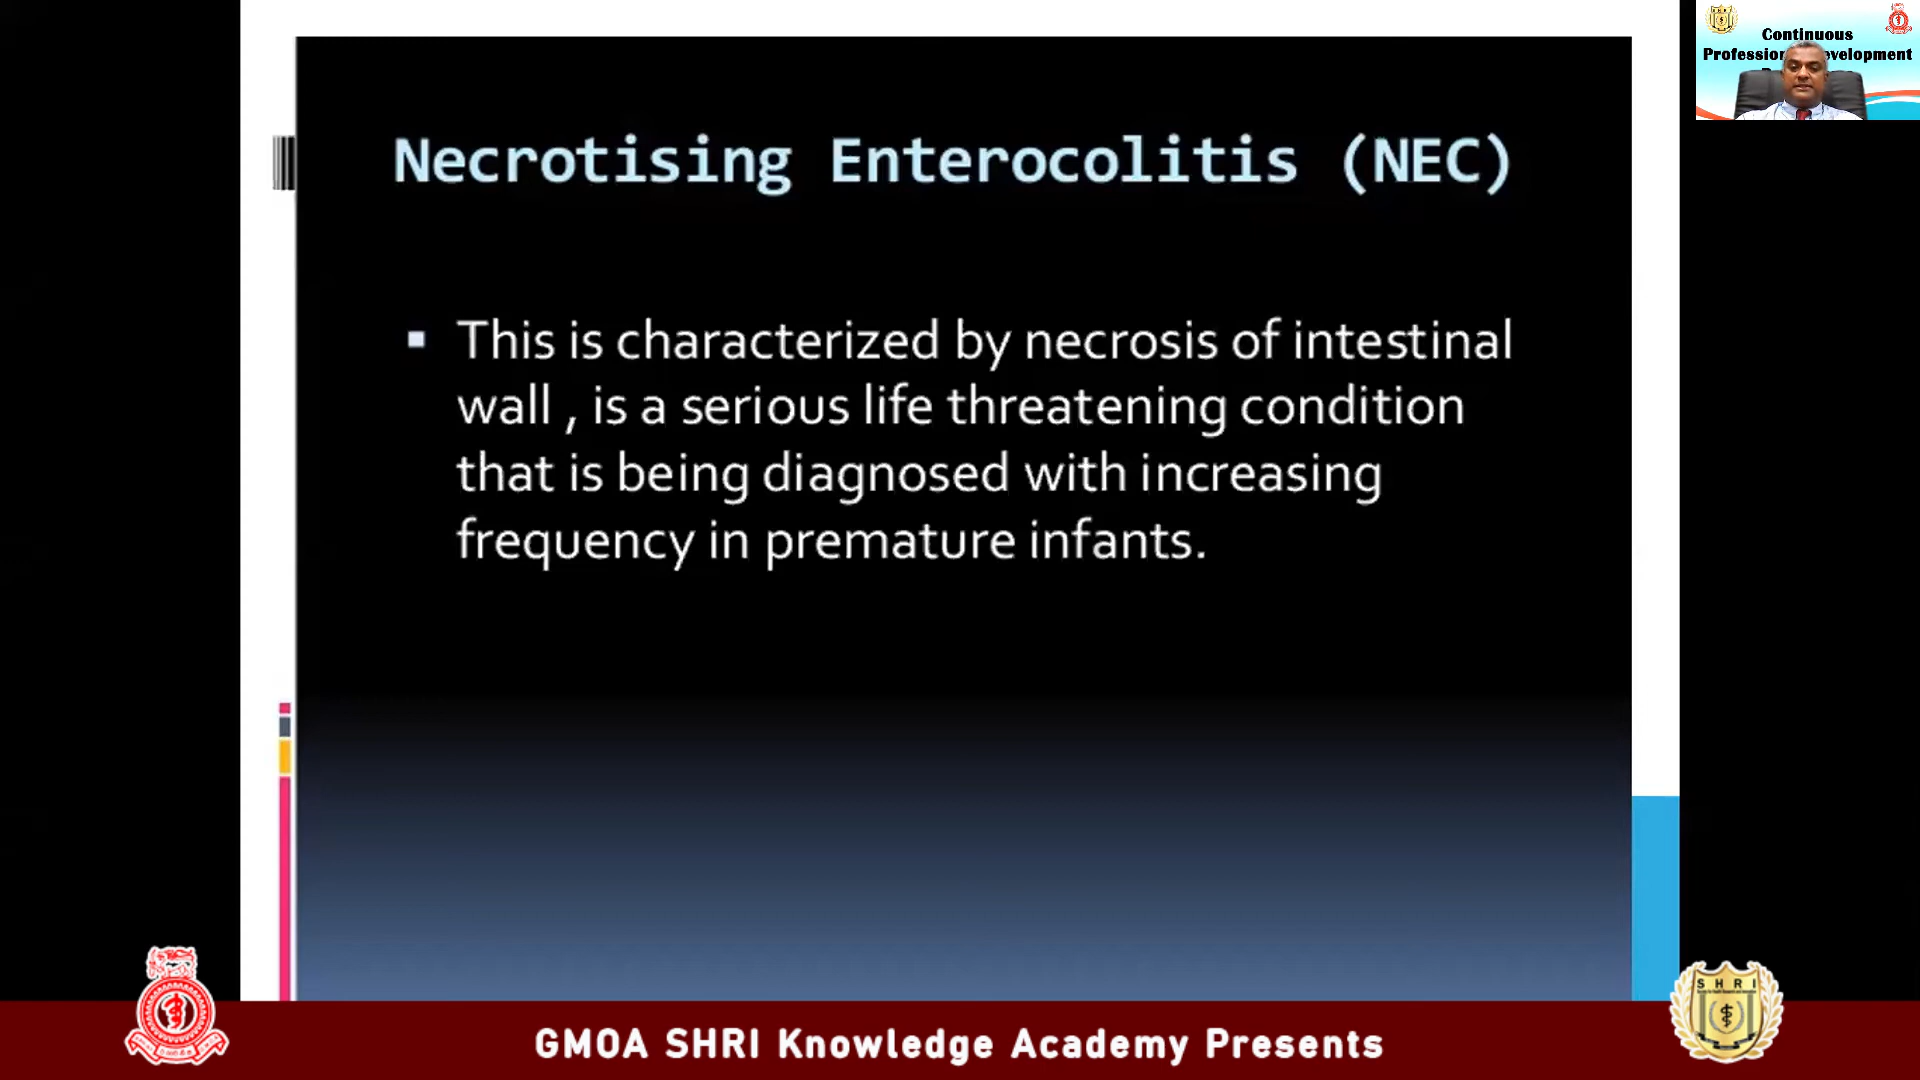 Continuous
Professional Development
Necrotising Enterocolitis (NEC)
▪ This is characterized by necrosis of intestinal
wall , is a serious life threatening condition
that is being diagnosed with increasing
frequency in premature infants.
SHRI
GMOA SHRI Knowledge Academy Presents